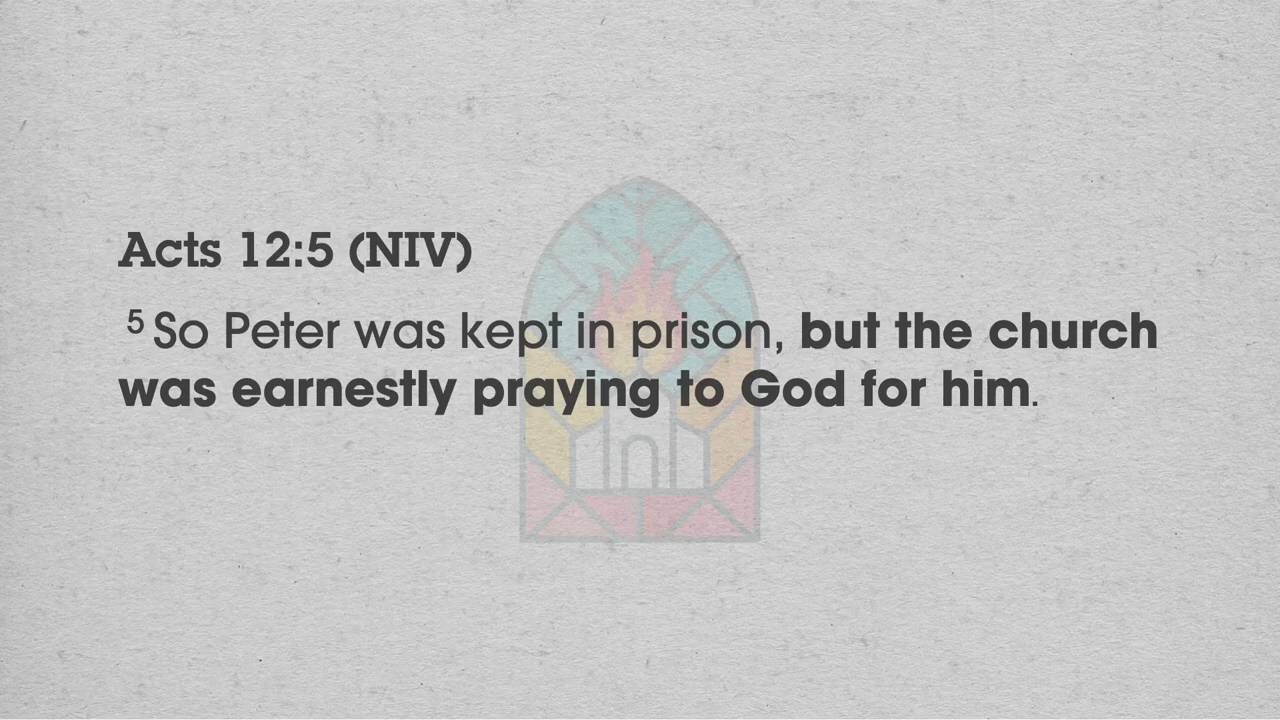 Acts 12:5 (NIV)
5 So Peter was kept in prison, but the church
was earnestly praying to God for him.